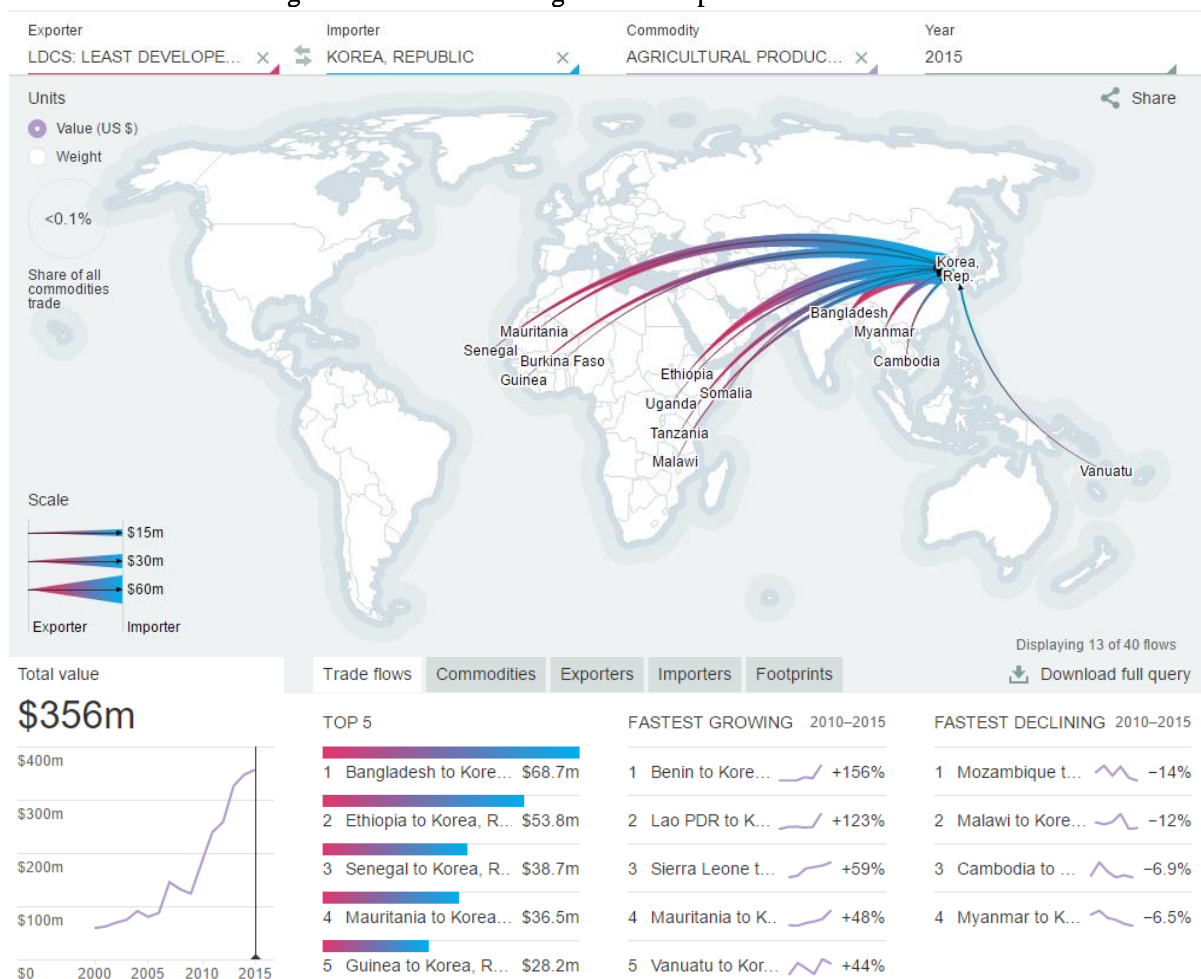 Exporter
LDCS: LEAST DEVELOPE...
Importer
KOREA, REPUBLIC
Commodity
AGRICULTURAL PRODUC...
Year
2015
Units
Value (US $)
Weight
<0.1%
Share of all
commodities
trade
Share
Korea,
Rep.
Bangladesh
Mauritania
Myanmar
Senegal
Burkina Faso
Cambodia
Guinea
Ethiopia
Somalia
Uganda
Tanzania
Malawi
Vanuatu
Scale
$15m
$30m
$60m
Exporter
Importer
Displaying 13 of 40 flows
Download full query
Total value
$356m
$400m
$300m
$200m
$100m
$0 2000 2005 2010 2015
Trade flows Commodities Exporters Importers Footprints
TOP 5
1 Bangladesh to Kore... $68.7m
2 Ethiopia to Korea, R... $53.8m
3 Senegal to Korea, R... $38.7m
4 Mauritania to Korea... $36.5m
5 Guinea to Korea, R... $28.2m
FASTEST GROWING 2010–2015
1 Benin to Kore... +156%
2 Lao PDR to K... +123%
3 Sierra Leone t... +59%
4 Mauritania to K... +48%
5 Vanuatu to Kor... +44%
FASTEST DECLINING 2010–2015
1 Mozambique t... −14%
2 Malawi to Kore... −12%
3 Cambodia to ... −6.9%
4 Myanmar to K... −6.5%